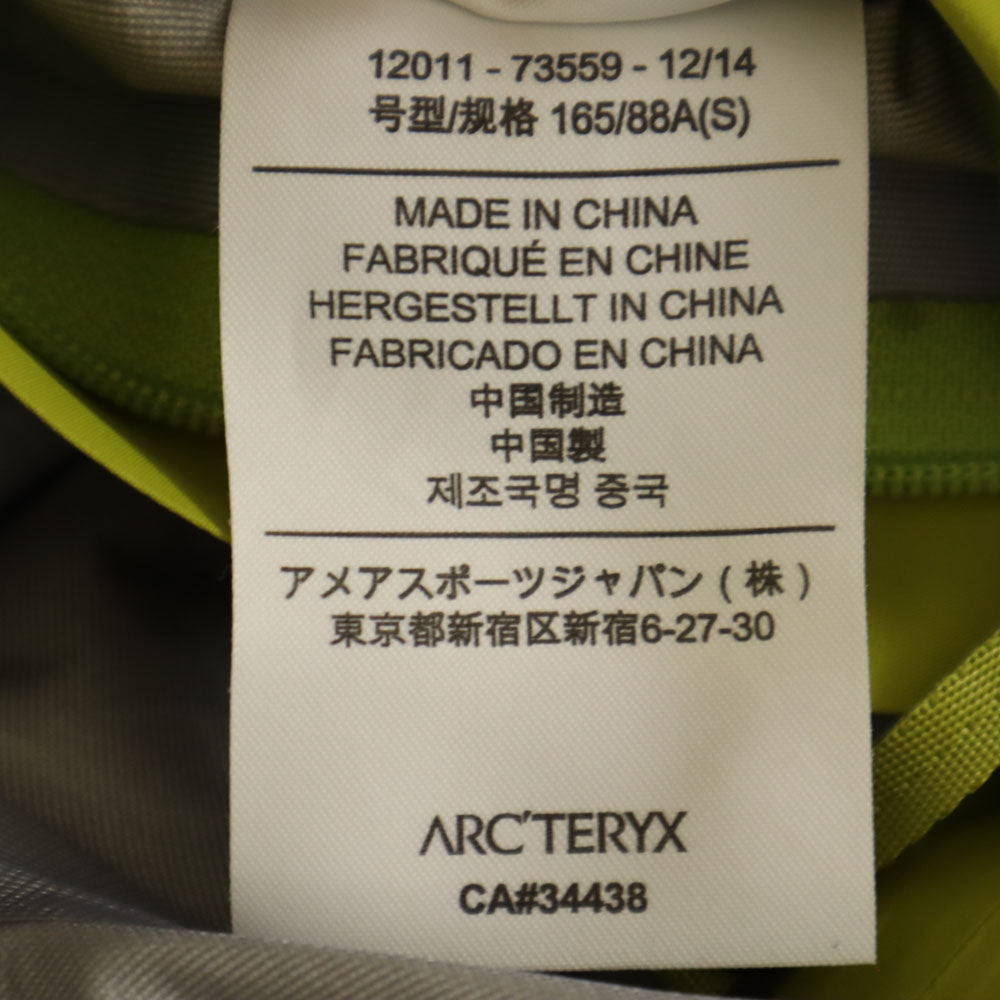 12011 - 73559 - 12/14
号型/规格 165/88A(S)
MADE IN CHINA
FABRIQUÉ EN CHINE
HERGESTELLT IN CHINA
FABRICADO EN CHINA
中国制造
中国製
제조국명 중국
アメアスポーツジャパン ( 株 )
東京都新宿区新宿6-27-30
ARC'TERYX
CA#34438